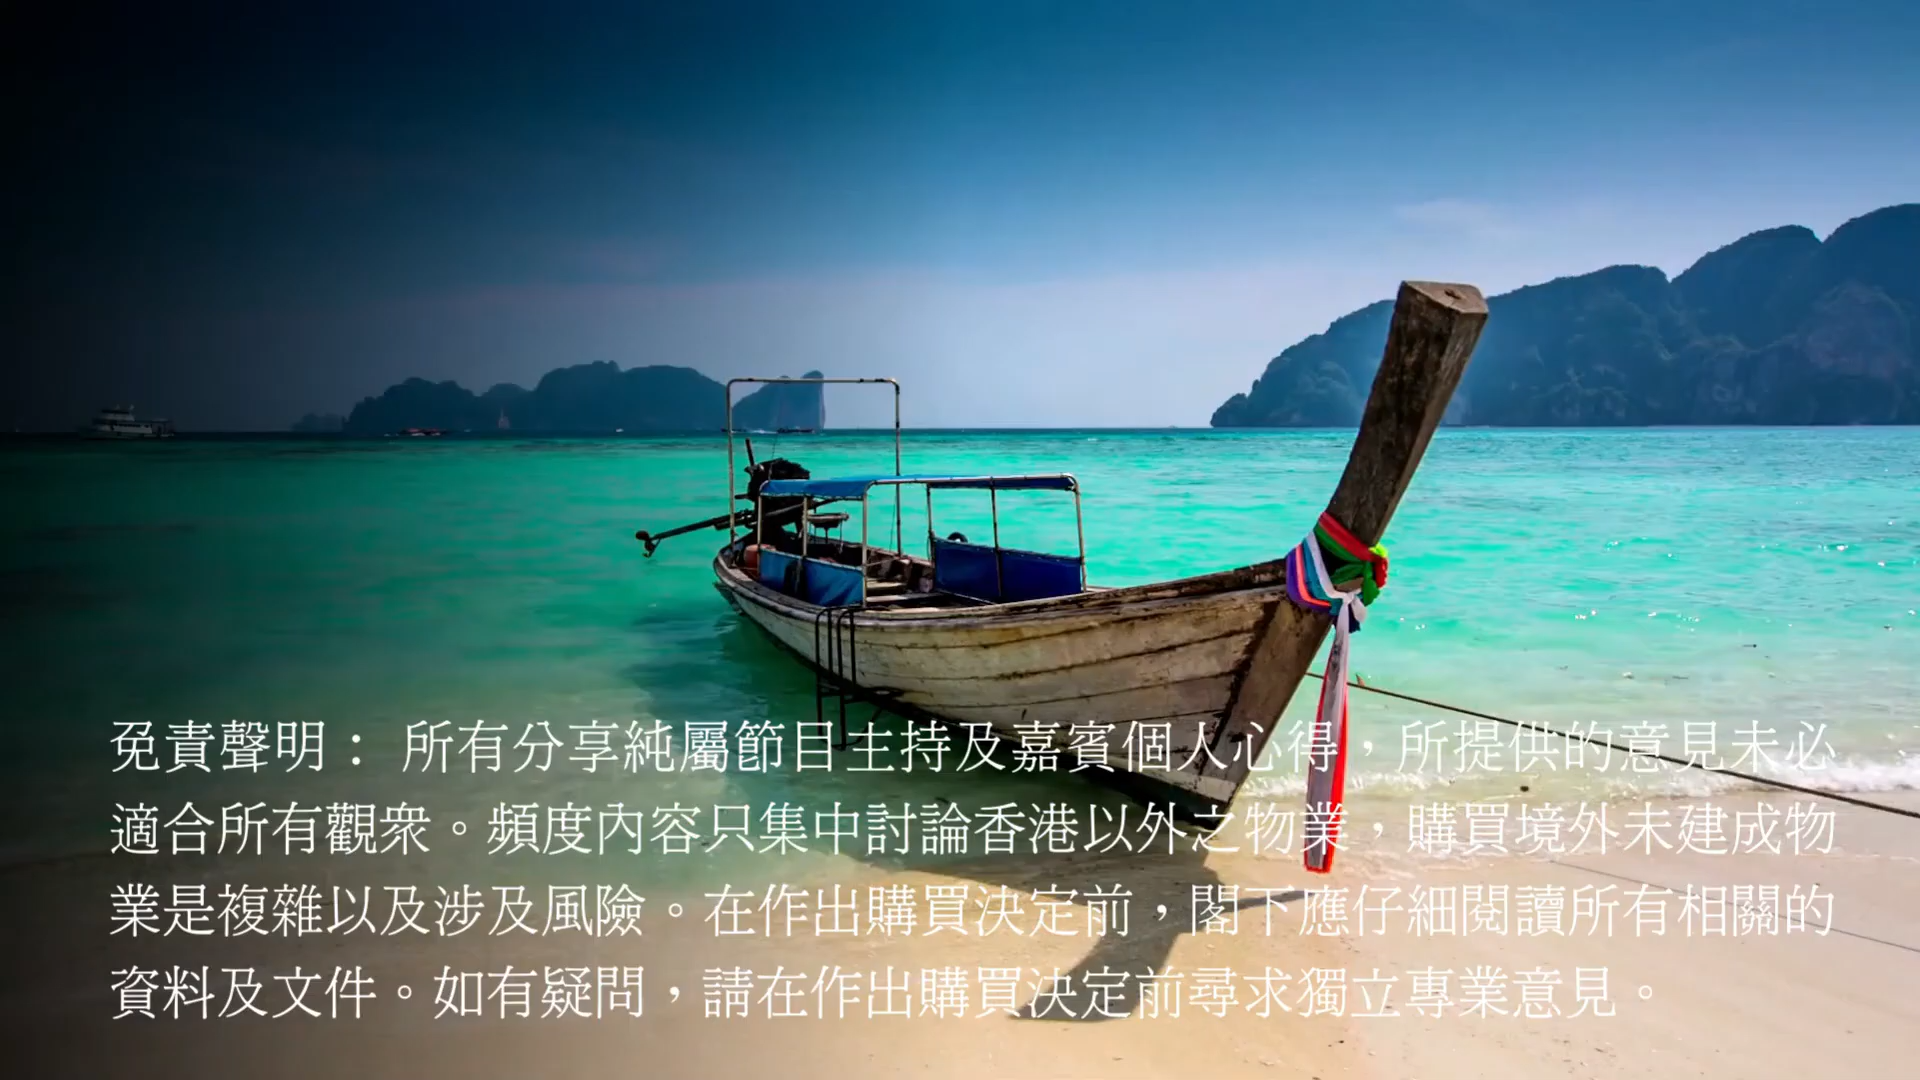 免責聲明： 所有分享純屬節目主持及嘉賓個人心得，所提供的意見未必
適合所有觀衆。頻度內容只集中討論香港以外之物業，購買境外未建成物
業是複雜以及涉及風險。在作出購買決定前，閣下應仔細閱讀所有相關的
資料及文件。如有疑問，請在作出購買決定前尋求獨立專業意見。